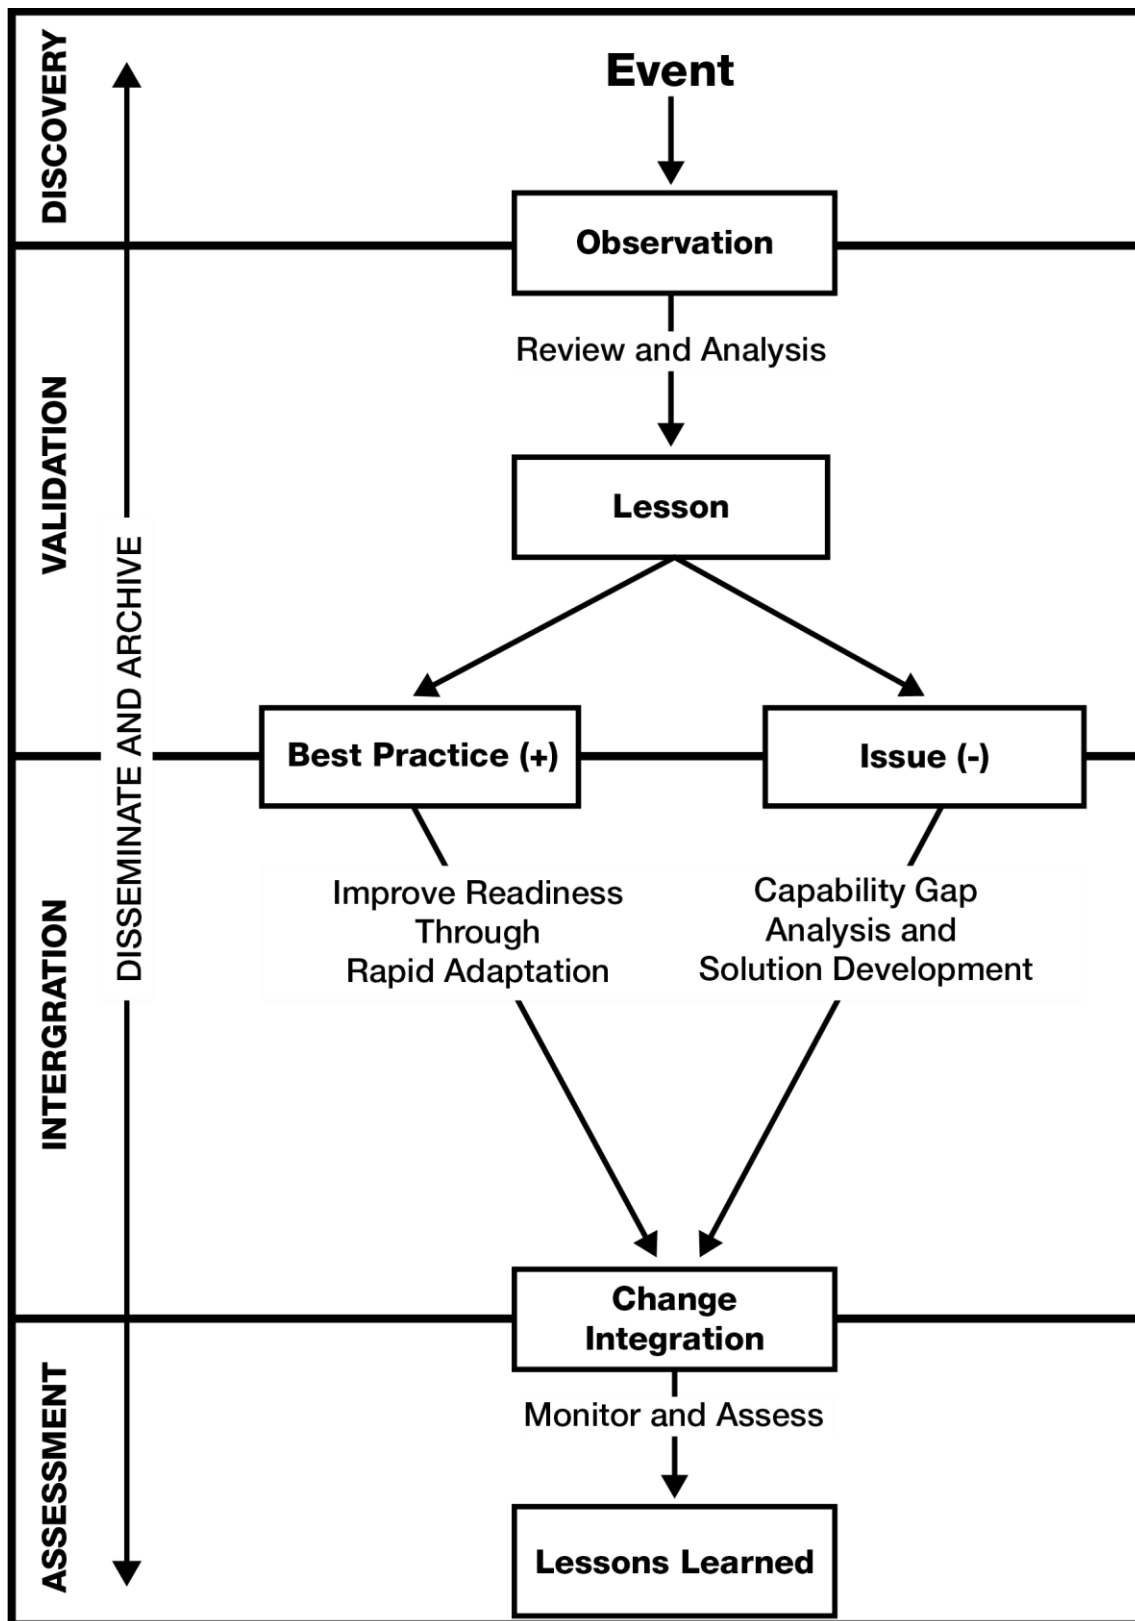 DISCOVERY
Event
Observation
VALIDATION
Review and Analysis
Lesson
DISSEMINATE AND ARCHIVE
Best Practice (+)
Issue (-)
INTERGRATION
Improve Readiness
Through
Rapid Adaptation
Capability Gap
Analysis and
Solution Development
Change
Integration
ASSESSMENT
Monitor and Assess
Lessons Learned